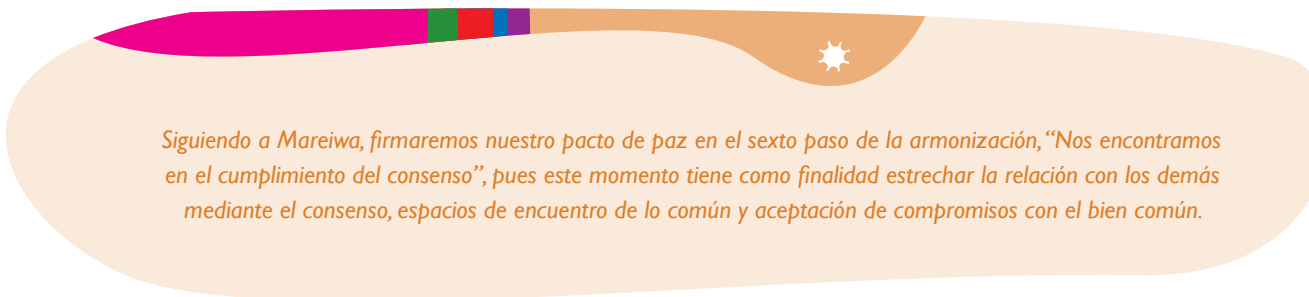 Siguiendo a Mareiwa, firmaremos nuestro pacto de paz en el sexto paso de la armonización, “Nos encontramos
en el cumplimiento del consenso”, pues este momento tiene como finalidad estrechar la relación con los demás
mediante el consenso, espacios de encuentro de lo común y aceptación de compromisos con el bien común.